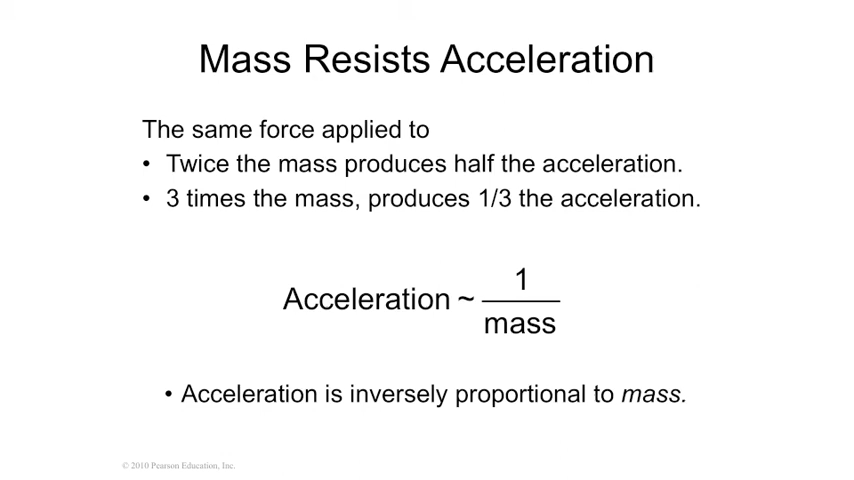 Mass Resists Acceleration
The same force applied to
• Twice the mass produces half the acceleration.
• 3 times the mass, produces 1/3 the acceleration.
Acceleration ~ 1
mass
• Acceleration is inversely proportional to mass.
© 2010 Pearson Education, Inc.